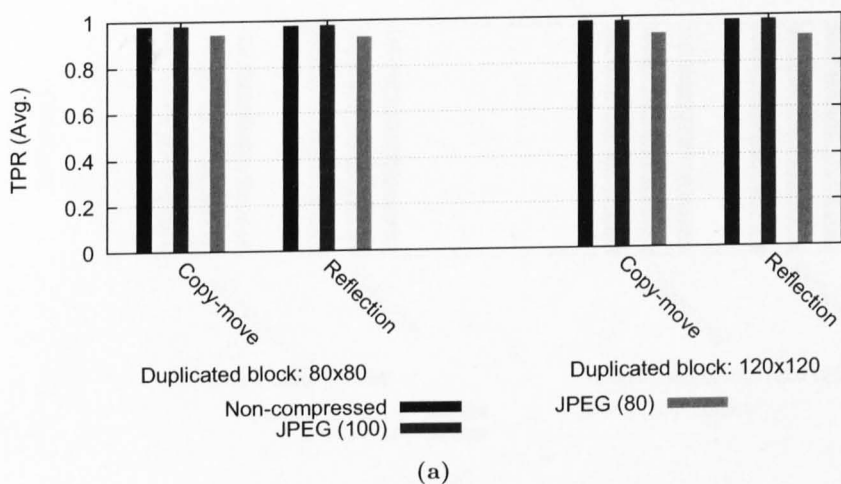 TPR (Avg.)
1
0.8
0.6
0.4
0.2
0
Copy-move
Reflection
Copy-move
Reflection
Duplicated block: 80x80
Duplicated block: 120x120
Non-compressed
JPEG (100)
JPEG (80)
(a)